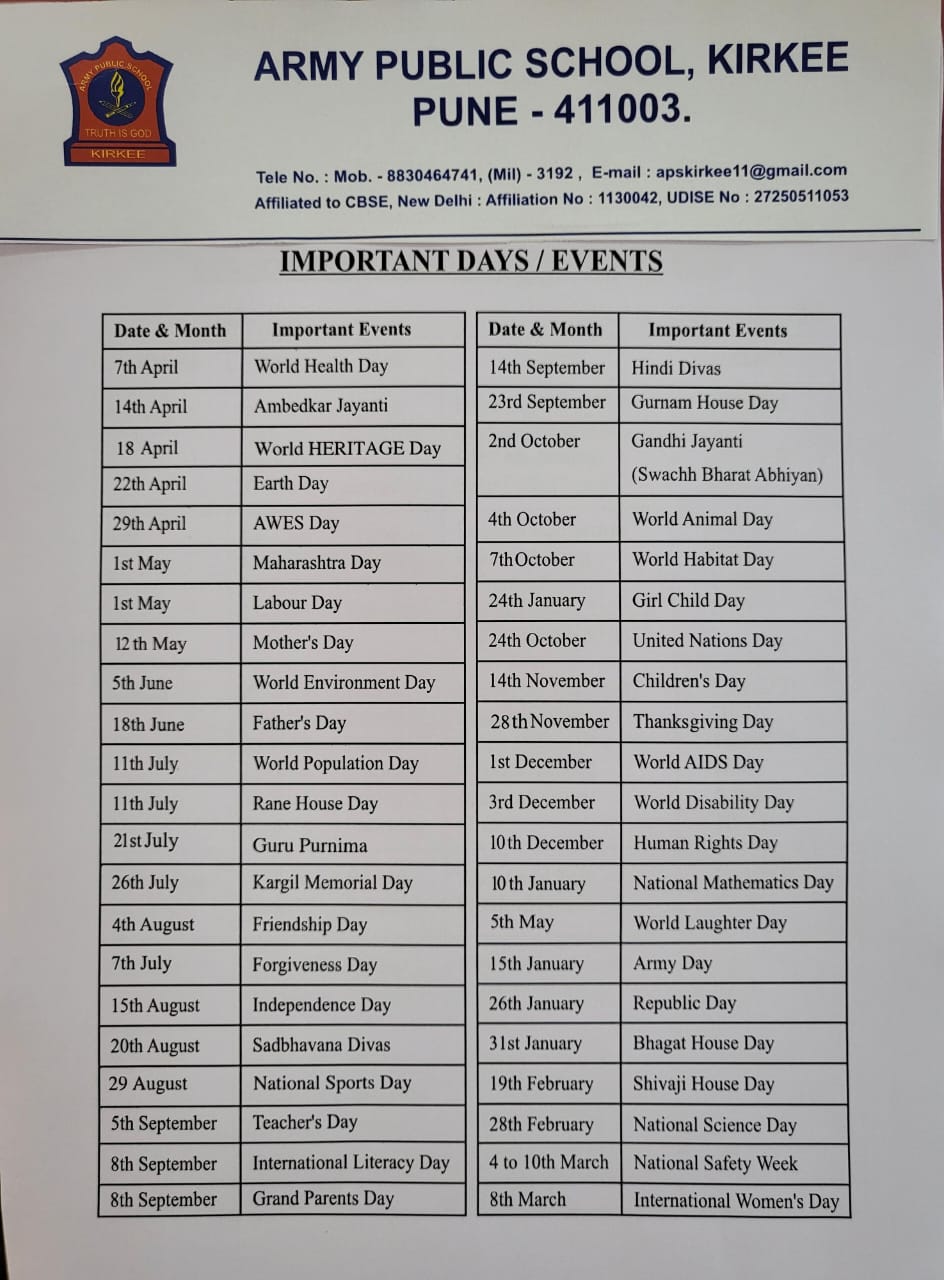 ARMY PUBLIC SCHOOL
TRUTH IS GOD
KIRKEE
ARMY PUBLIC SCHOOL, KIRKEE
PUNE - 411003.
Tele No. : Mob. - 8830464741, (Mil) - 3192 , E-mail : apskirkee11@gmail.com
Affiliated to CBSE, New Delhi : Affiliation No : 1130042, UDISE No : 27250511053
IMPORTANT DAYS / EVENTS
Date & Month Important Events
7th April World Health Day
14th April Ambedkar Jayanti
18 April World HERITAGE Day
22th April Earth Day
29th April AWES Day
1st May Maharashtra Day
1st May Labour Day
12 th May Mother's Day
5th June World Environment Day
18th June Father's Day
11th July World Population Day
11th July Rane House Day
21st July Guru Purnima
26th July Kargil Memorial Day
4th August Friendship Day
7th July Forgiveness Day
15th August Independence Day
20th August Sadbhavana Divas
29 August National Sports Day
5th September Teacher's Day
8th September International Literacy Day
8th September Grand Parents Day
Date & Month Important Events
14th September Hindi Divas
23rd September Gurnam House Day
2nd October Gandhi Jayanti
(Swachh Bharat Abhiyan)
4th October World Animal Day
7th October World Habitat Day
24th January Girl Child Day
24th October United Nations Day
14th November Children's Day
28th November Thanksgiving Day
1st December World AIDS Day
3rd December World Disability Day
10th December Human Rights Day
10th January National Mathematics Day
5th May World Laughter Day
15th January Army Day
26th January Republic Day
31st January Bhagat House Day
19th February Shivaji House Day
28th February National Science Day
4 to 10th March National Safety Week
8th March International Women's Day